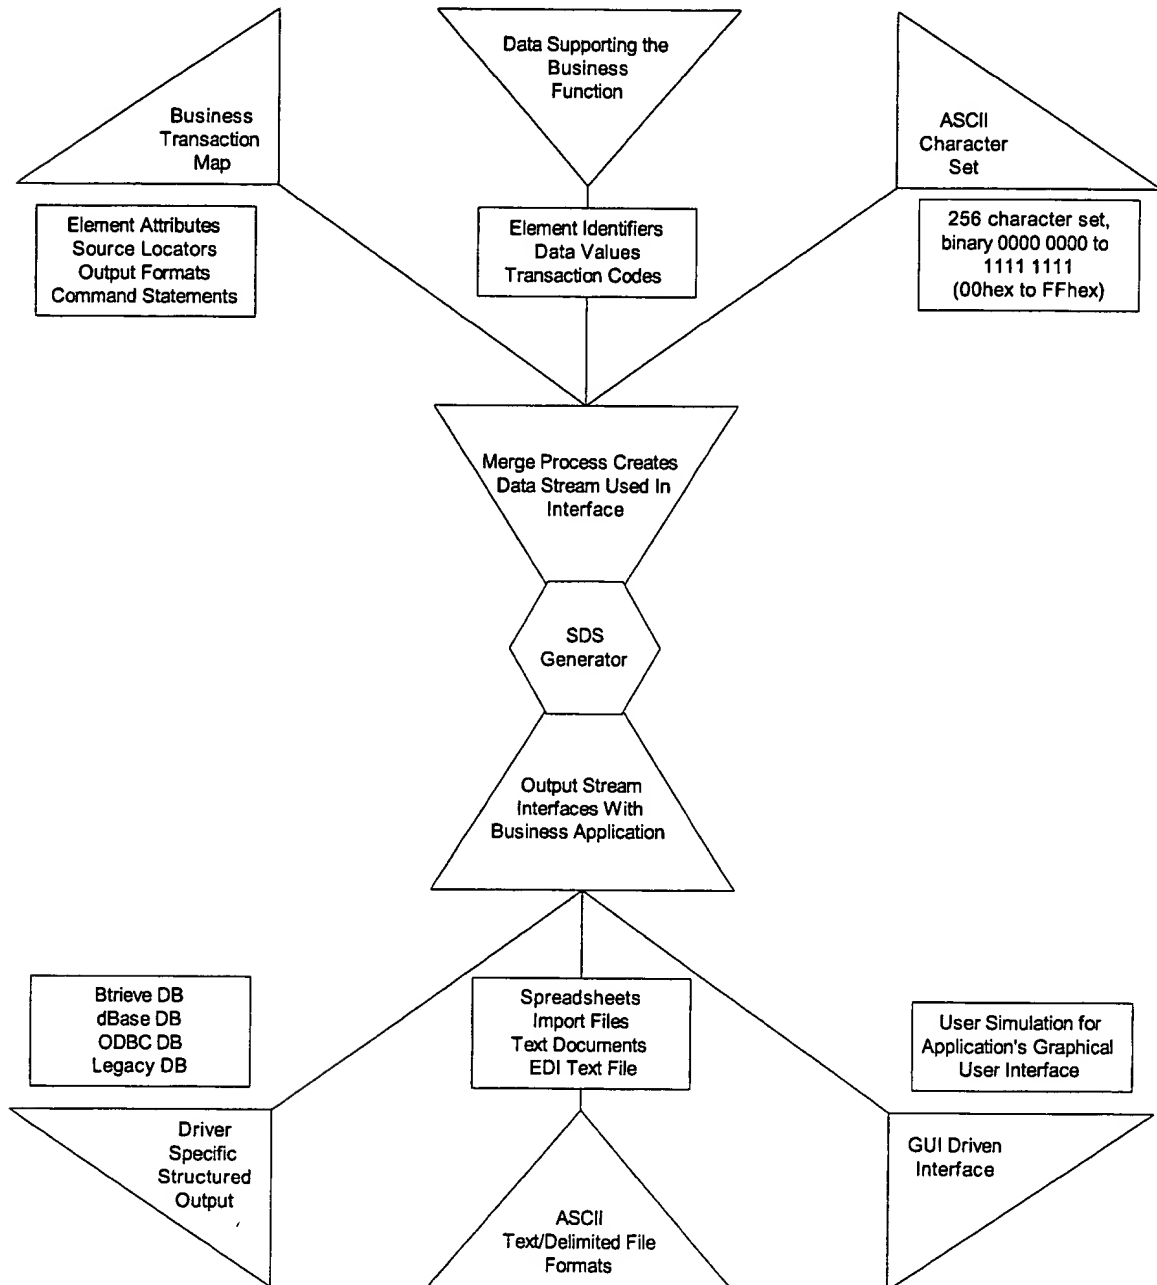 Business
Transaction
Map
Data Supporting the
Business
Function
ASCII
Character
Set
Element Attributes
Source Locators
Output Formats
Command Statements
Element Identifiers
Data Values
Transaction Codes
256 character set,
binary 0000 0000 to
1111 1111
(00hex to FFhex)
Merge Process Creates
Data Stream Used In
Interface
SDS
Generator
Output Stream
Interfaces With
Business Application
Btrieve DB
dBase DB
ODBC DB
Legacy DB
Spreadsheets
Import Files
Text Documents
EDI Text File
User Simulation for
Application's Graphical
User Interface
Driver
Specific
Structured
Output
ASCII
Text/Delimited File
Formats
GUI Driven
Interface